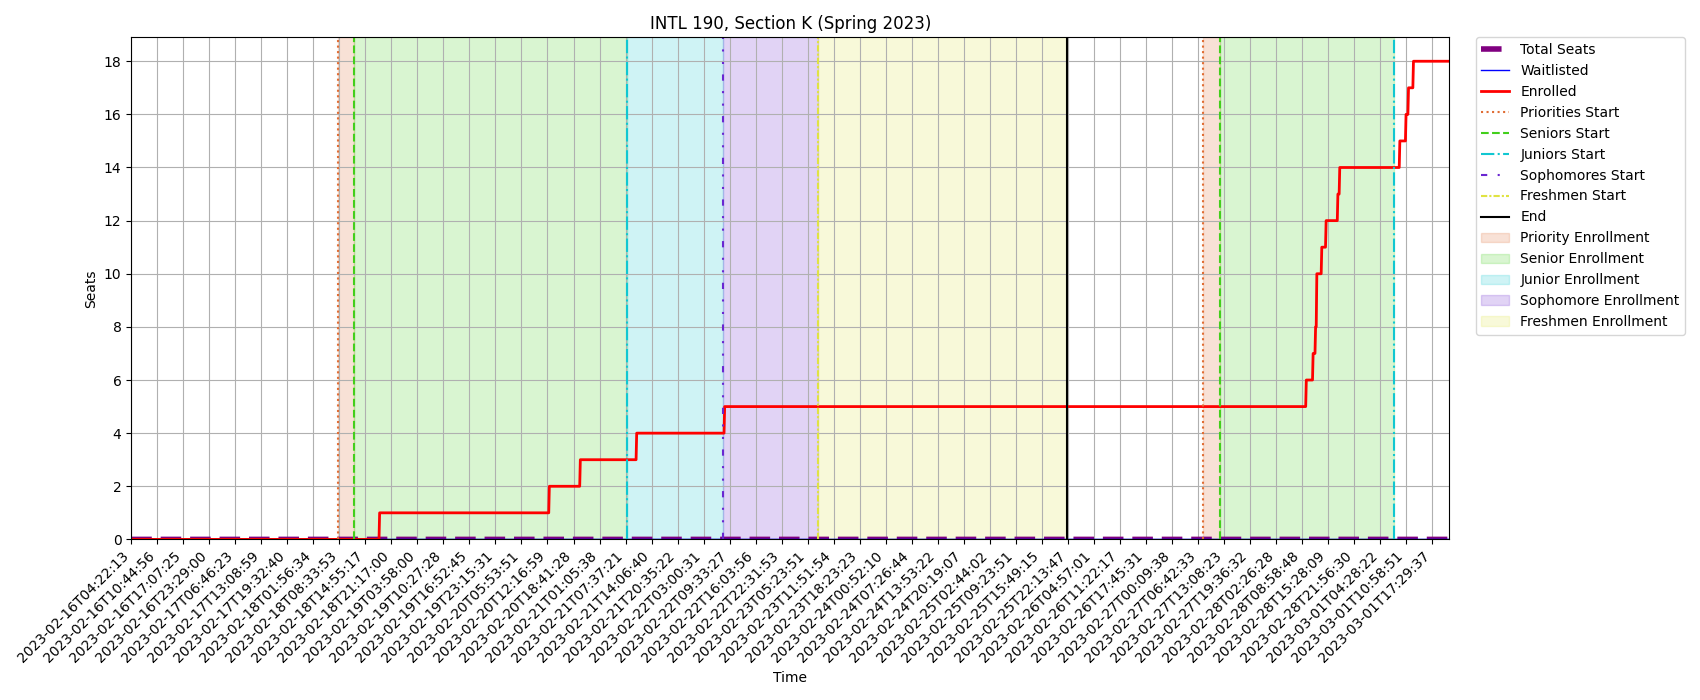 INTL 190, Section K (Spring 2023)
Seats
0
2
4
6
8
10
12
14
16
18
2023-02-16T04:22:13
2023-02-16T10:44:56
2023-02-16T17:07:25
2023-02-16T23:29:00
2023-02-17T06:46:23
2023-02-17T13:08:59
2023-02-17T19:32:40
2023-02-18T01:56:34
2023-02-18T08:33:53
2023-02-18T14:55:17
2023-02-18T21:17:00
2023-02-19T03:58:00
2023-02-19T10:27:28
2023-02-19T16:52:45
2023-02-19T23:15:31
2023-02-20T05:53:51
2023-02-20T12:16:59
2023-02-20T18:41:28
2023-02-21T01:05:38
2023-02-21T07:37:21
2023-02-21T14:06:40
2023-02-21T20:35:22
2023-02-22T03:00:31
2023-02-22T09:33:27
2023-02-22T16:03:56
2023-02-22T22:31:53
2023-02-23T05:23:51
2023-02-23T11:51:54
2023-02-23T18:23:23
2023-02-24T00:52:10
2023-02-24T07:26:44
2023-02-24T13:53:22
2023-02-24T20:19:07
2023-02-25T02:44:02
2023-02-25T09:23:51
2023-02-25T15:49:15
2023-02-25T22:13:47
2023-02-26T04:57:01
2023-02-26T11:22:17
2023-02-26T17:45:31
2023-02-27T00:09:38
2023-02-27T06:42:33
2023-02-27T13:08:23
2023-02-27T19:36:32
2023-02-28T02:26:28
2023-02-28T08:58:48
2023-02-28T15:28:09
2023-02-28T21:56:30
2023-03-01T04:28:22
2023-03-01T10:58:51
2023-03-01T17:29:37
Time
Total Seats
Waitlisted
Enrolled
Priorities Start
Seniors Start
Juniors Start
Sophomores Start
Freshmen Start
End
Priority Enrollment
Senior Enrollment
Junior Enrollment
Sophomore Enrollment
Freshmen Enrollment